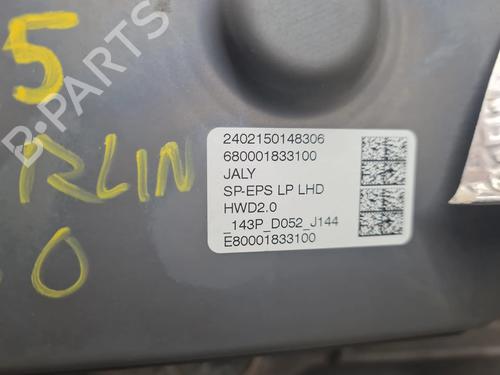 5
B-PARTS
RLIN
0
2402150148306
680001833100
JALY
SP-EPS LP LHD
HWD2.0
_143P_D052_J144
E80001833100